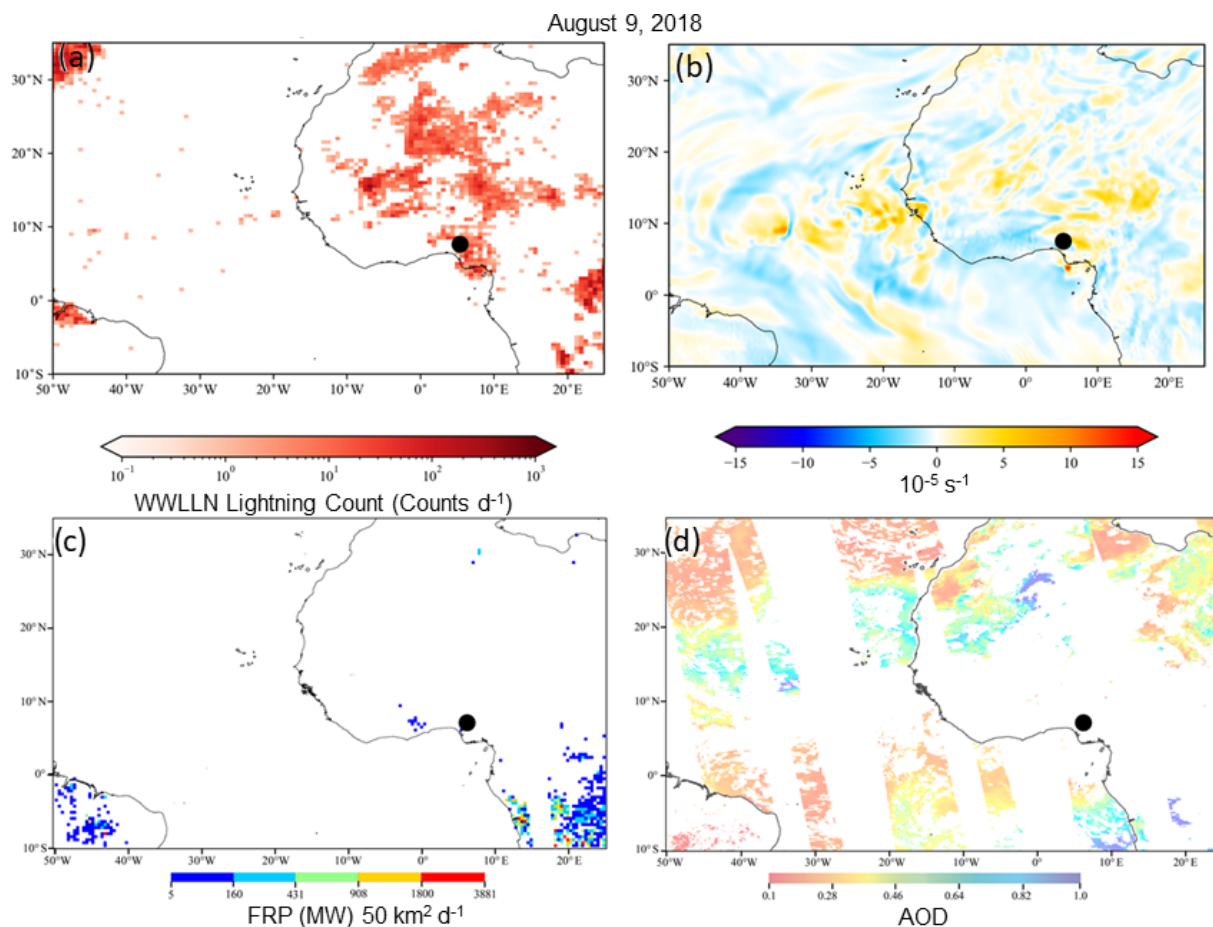 August 9, 2018
(a)
30°N
20°N
10°N
0°
10°S
50°W 40°W 30°W 20°W 10°W 0° 10°E 20°E
(b)
30°N
20°N
10°N
0°
10°S
50°W 40°W 30°W 20°W 10°W 0° 10°E 20°E
10⁻¹ 10⁰ 10¹ 10² 10³
WWLLN Lightning Count (Counts d⁻¹)
−15 −10 −5 0 5 10 15
10⁻⁵ s⁻¹
(c)
30°N
20°N
10°N
0°
10°S
50°W 40°W 30°W 20°W 10°W 0° 10°E 20°E
5 160 431 908 1800 3881
FRP (MW) 50 km² d⁻¹
(d)
30°N
20°N
10°N
0°
10°S
50°W 40°W 30°W 20°W 10°W 0° 10°E 20°E
0.1 0.28 0.46 0.64 0.82 1.0
AOD